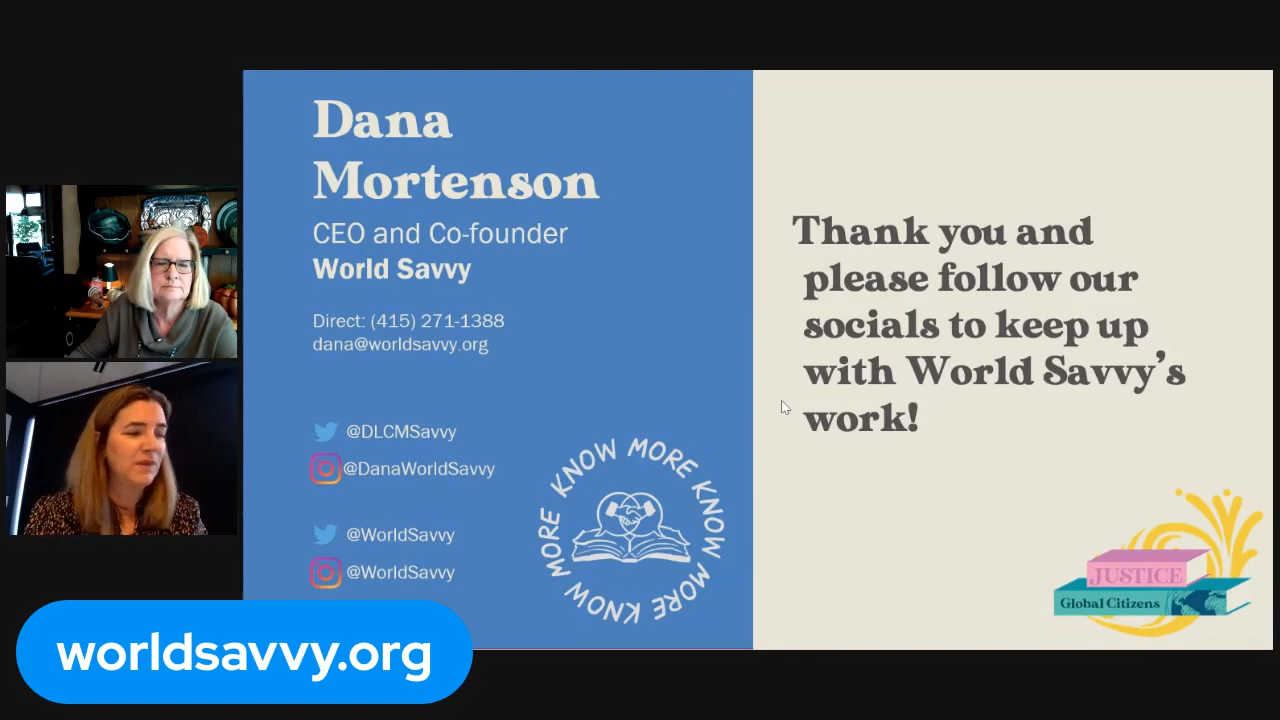 Dana
Mortenson
CEO and Co-founder
World Savvy
Direct: (415) 271-1388
dana@worldsavvy.org
@DLCMSavvy
@DanaWorldSavvy
@WorldSavvy
@WorldSavvy
KNOW MORE KNOW MORE KNOW MORE
Thank you and
please follow our
socials to keep up
with World Savvy's
work!
JUSTICE
Global Citizens
worldsavvy.org